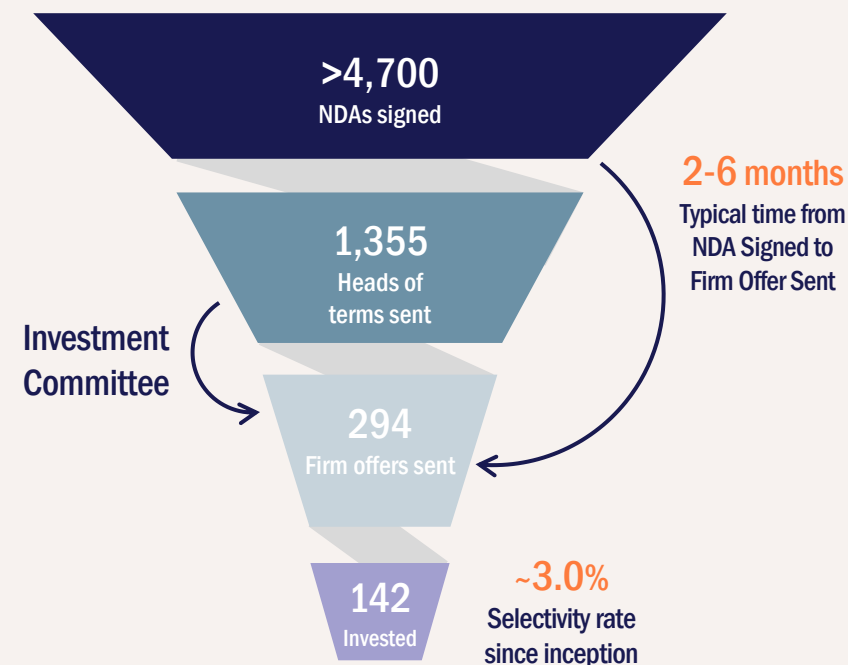 >4,700
NDAs signed
2-6 months
Typical time from
NDA Signed to
Firm Offer Sent
1,355
Heads of
terms sent
Investment
Committee
294
Firm offers sent
142
Invested
~3.0%
Selectivity rate
since inception